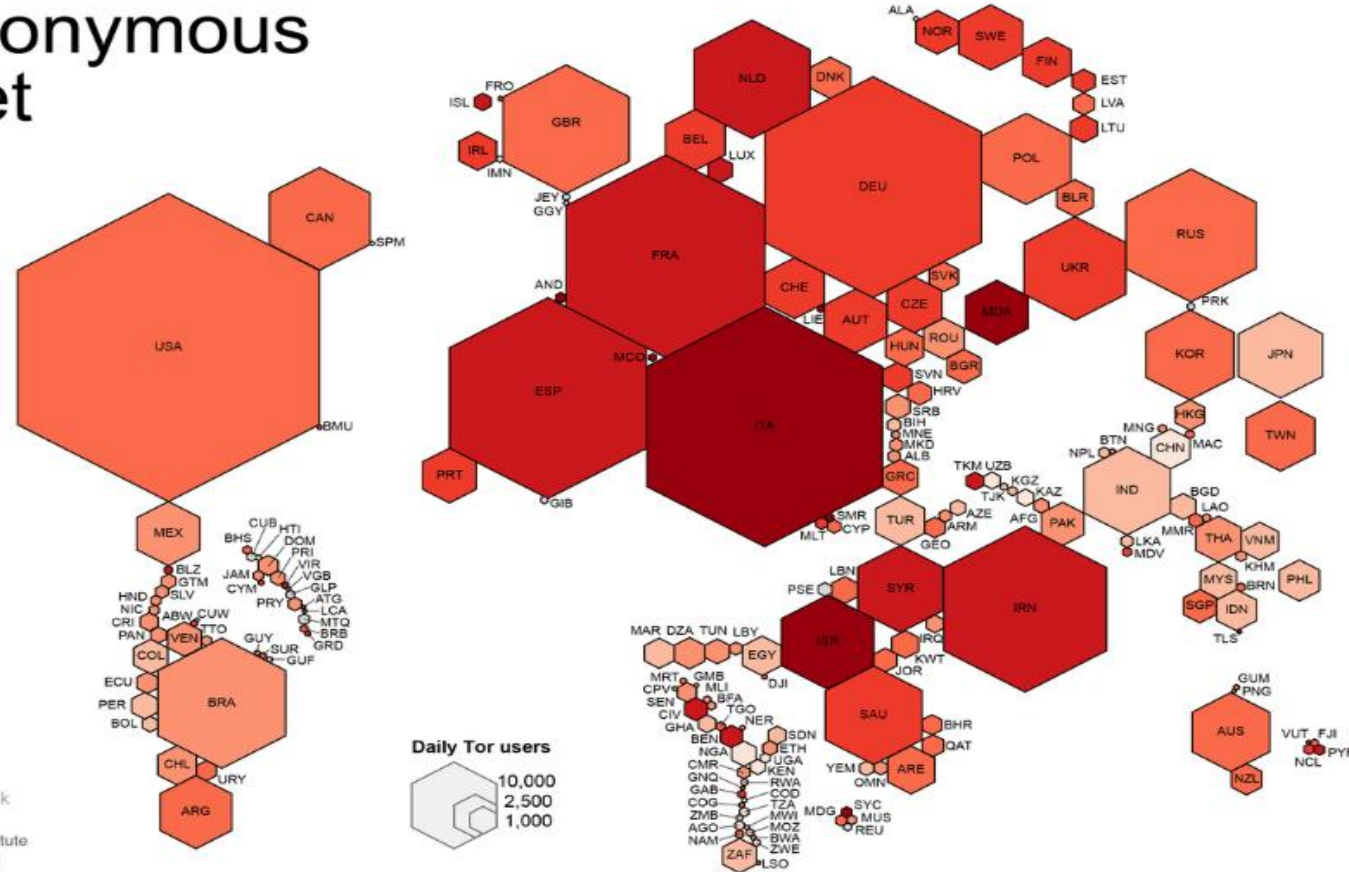 onymous
et
ALA
NOR
SWE
FIN
EST
LVA
LTU
NLD
DNK
FRO
ISL
GBR
IRL
IMN
BEL
LUX
JEY
GGY
DEU
POL
BLR
RUS
UKR
CAN
SPM
USA
BMU
FRA
AND
CHE
LIE
AUT
CZE
SVK
MDA
PRK
HUN
ROU
BGR
KOR
JPN
MCO
ESP
ITA
SVN
HRV
SRB
BIH
MNE
MKD
ALB
GRC
HKG
MAC
TWN
MNG
CHN
BTN
NPL
PRT
GIB
TKM
UZB
TJK
KGZ
KAZ
AFG
PAK
IND
BGD
LAO
MMR
THA
VNM
LKA
MDV
KHM
SMR
CYP
MLT
TUR
AZE
ARM
GEO
MEX
CUB
HTI
BHS
DOM
PRI
VIR
VGB
JAM
CYM
GLP
PRY
ATG
LCA
MTQ
BRB
GRD
BLZ
GTM
SLV
HND
NIC
CRI
PAN
ABW
CUW
VEN
TTO
GUY
SUR
GUF
COL
ECU
PER
BOL
BRA
CHL
URY
ARG
LBN
PSE
SYR
IRN
MYS
BRN
PHL
SGP
IDN
TLS
ISR
IRQ
KWT
JOR
MAR
DZA
TUN
LBY
EGY
DJI
MRT
GMB
CPV
MLI
SEN
BFA
CIV
TGO
GHA
NER
BEN
NGA
SDN
ETH
UGA
CMR
KEN
GNQ
RWA
GAB
COD
COG
TZA
ZMB
MWI
AGO
MOZ
NAM
BWA
ZWE
ZAF
LSO
SAU
BHR
QAT
YEM
OMN
ARE
MDG
SYC
MUS
REU
GUM
PNG
AUS
NZL
VUT
FJI
PYF
NCL
Daily Tor users
10,000
2,500
1,000
k
tute